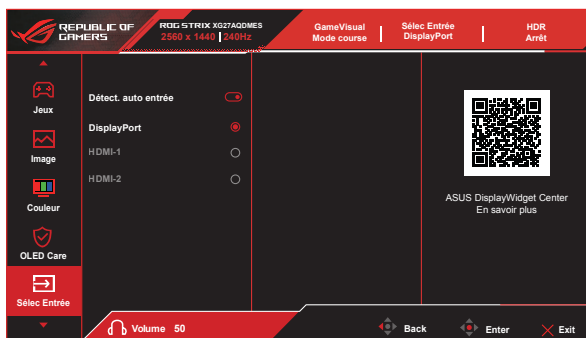 REPUBLIC OF
GAMERS
ROG STRIX XG27AQDMES
2560 x 1440 240Hz
GameVisual
Mode course
Sélec Entrée
DisplayPort
HDR
Arrêt
Jeux
Image
Couleur
OLED Care
Sélec Entrée
Détect. auto entrée
DisplayPort
HDMI-1
HDMI-2
ASUS DisplayWidget Center
En savoir plus
Volume 50
Back
Enter
Exit